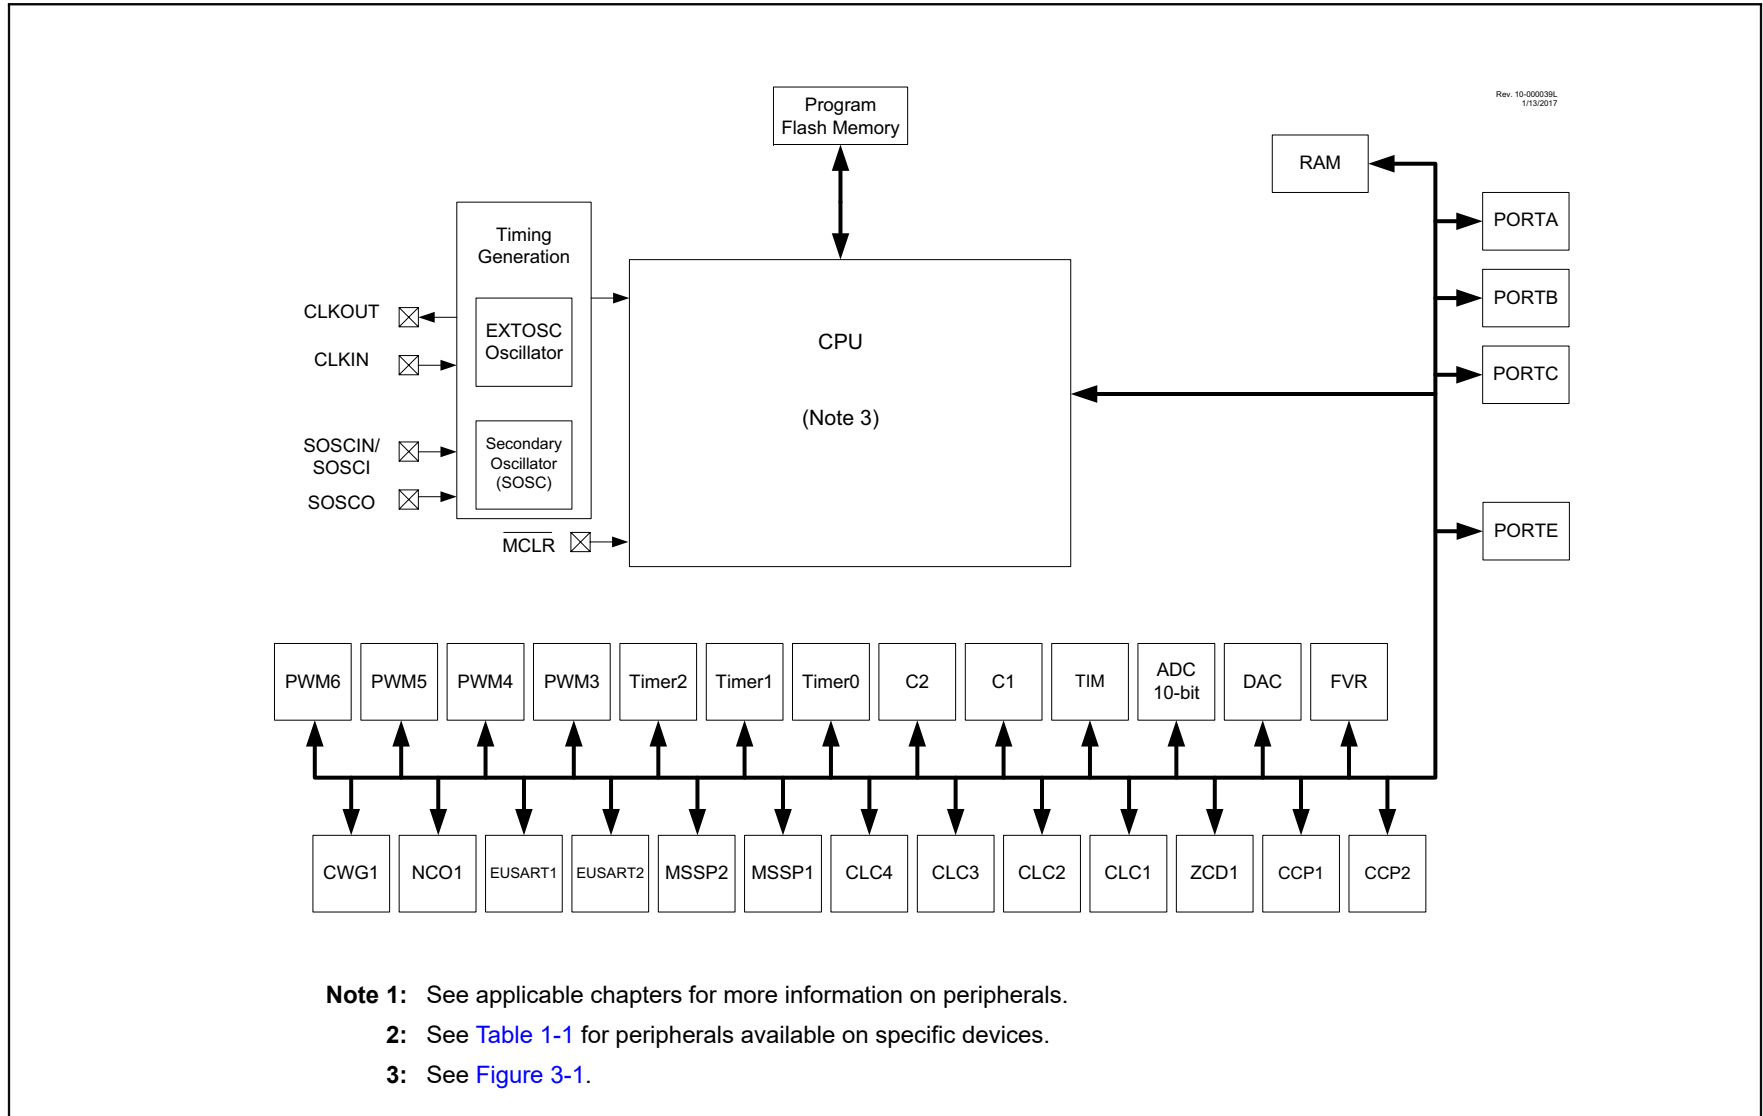 Rev. 10-000039L
1/13/2017
Program
Flash Memory
RAM
PORTA
PORTB
PORTC
PORTE
Timing
Generation
EXTOSC
Oscillator
Secondary
Oscillator
(SOSC)
CLKOUT
CLKIN
SOSCIN/
SOSCI
SOSCO
MCLR
CPU
(Note 3)
PWM6
PWM5
PWM4
PWM3
Timer2
Timer1
Timer0
C2
C1
TIM
ADC
10-bit
DAC
FVR
CWG1
NCO1
EUSART1
EUSART2
MSSP2
MSSP1
CLC4
CLC3
CLC2
CLC1
ZCD1
CCP1
CCP2
Note 1: See applicable chapters for more information on peripherals.
2: See Table 1-1 for peripherals available on specific devices.
3: See Figure 3-1.